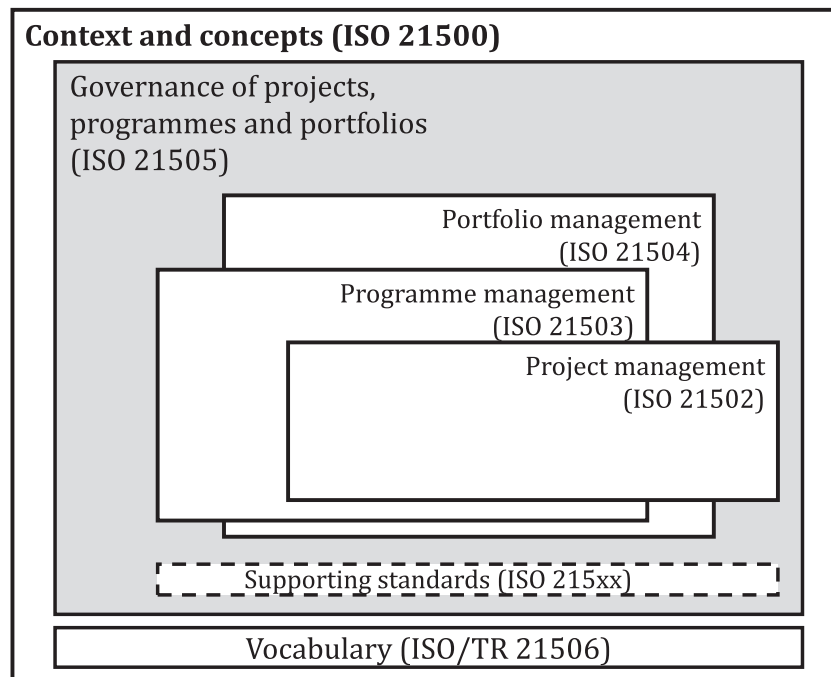 Context and concepts (ISO 21500)
Governance of projects,
programmes and portfolios
(ISO 21505)
Portfolio management
(ISO 21504)
Programme management
(ISO 21503)
Project management
(ISO 21502)
Supporting standards (ISO 215xx)
Vocabulary (ISO/TR 21506)